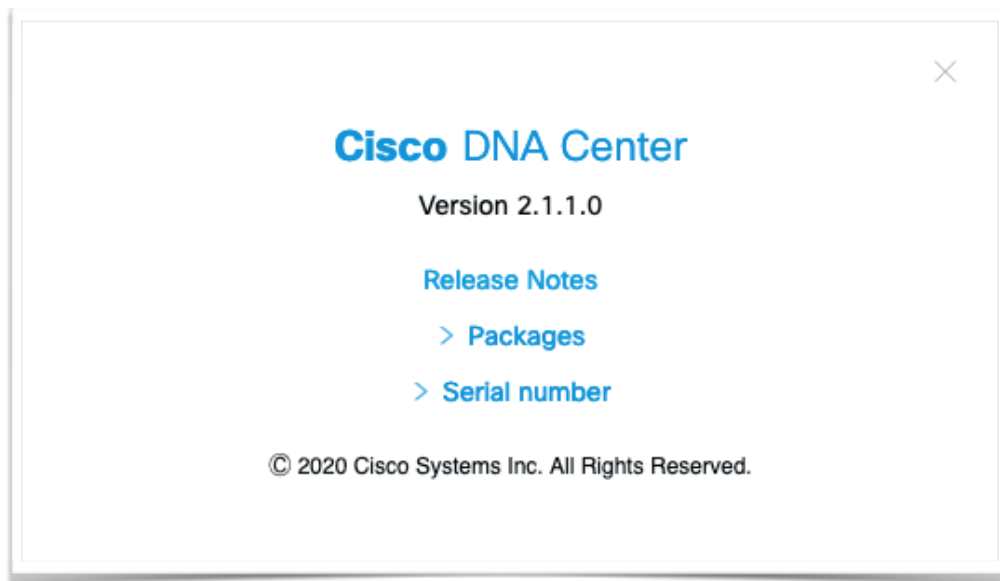 Cisco DNA Center
Version 2.1.1.0
Release Notes
> Packages
> Serial number
© 2020 Cisco Systems Inc. All Rights Reserved.